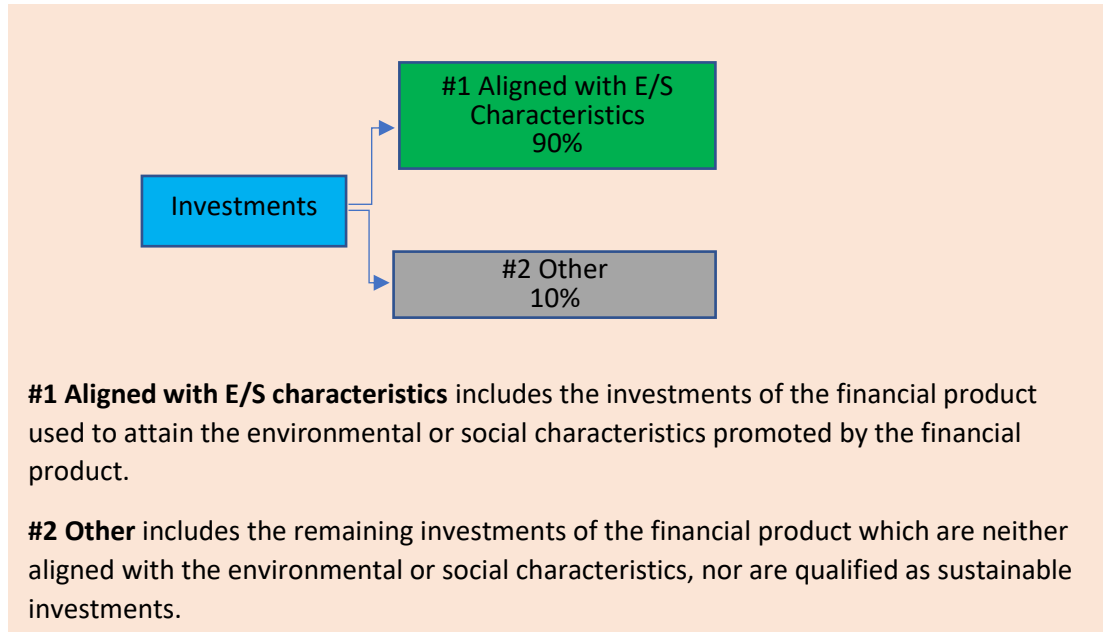 #1 Aligned with E/S
Characteristics
90%
Investments
#2 Other
10%
#1 Aligned with E/S characteristics includes the investments of the financial product
used to attain the environmental or social characteristics promoted by the financial
product.
#2 Other includes the remaining investments of the financial product which are neither
aligned with the environmental or social characteristics, nor are qualified as sustainable
investments.